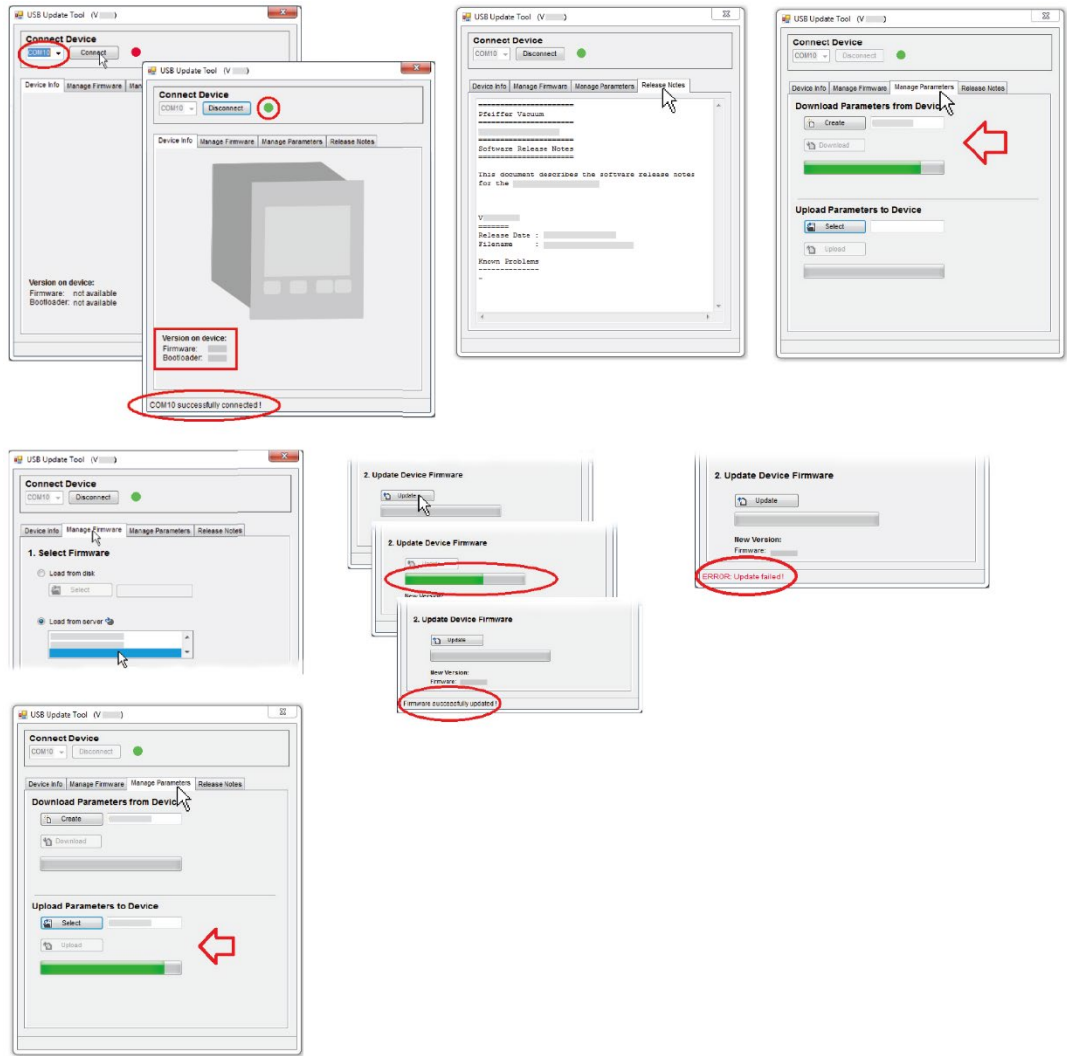 USB Update Tool (V )
Connect Device
COM10 Connect
Device Info Manage Firmware Man
Version on device:
Firmware: not available
Bootloader: not available
USB Update Tool (V )
Connect Device
COM10 Disconnect
Device Info Manage Firmware Manage Parameters Release Notes
Version on device:
Firmware:
Bootloader:
COM10 successfully connected !
USB Update Tool (V )
Connect Device
COM10 Disconnect
Device Info Manage Firmware Manage Parameters Release Notes
======================
Pfeiffer Vacuum
======================
======================
Software Release Notes
======================
This document describes the software release notes
for the
V
=======
Release Date :
Filename :
Known Problems
--------------
-
USB Update Tool (V )
Connect Device
COM10 Disconnect
Device Info Manage Firmware Manage Parameters Release Notes
Download Parameters from Device
Create
Download
Upload Parameters to Device
Select
Upload
USB Update Tool (V )
Connect Device
COM10 Disconnect
Device Info Manage Firmware Manage Parameters Release Notes
1. Select Firmware
Load from disk
Select
Load from server
2. Update Device Firmware
Update
2. Update Device Firmware
New Version:
2. Update Device Firmware
Update
New Version:
Firmware:
Firmware successfully updated !
2. Update Device Firmware
Update
New Version:
Firmware:
ERROR: Update failed !
USB Update Tool (V )
Connect Device
COM10 Disconnect
Device Info Manage Firmware Manage Parameters Release Notes
Download Parameters from Device
Create
Download
Upload Parameters to Device
Select
Upload